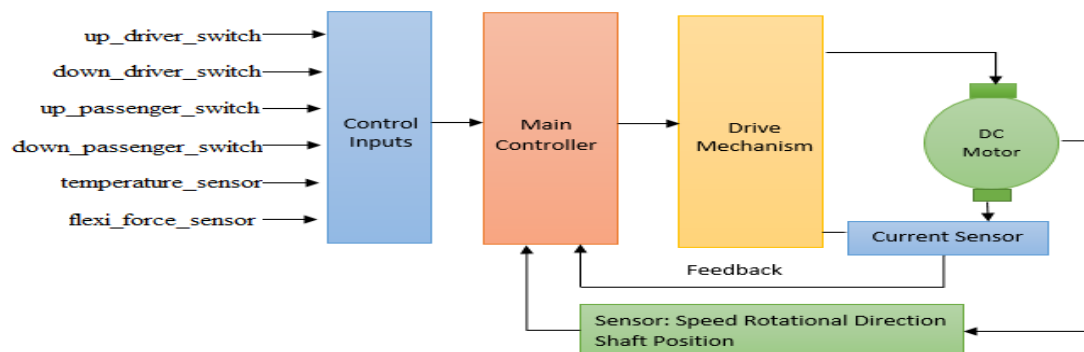 up_driver_switch
down_driver_switch
up_passenger_switch
down_passenger_switch
temperature_sensor
flexi_force_sensor
Control
Inputs
Main
Controller
Drive
Mechanism
DC
Motor
Current Sensor
Feedback
Sensor: Speed Rotational Direction
Shaft Position